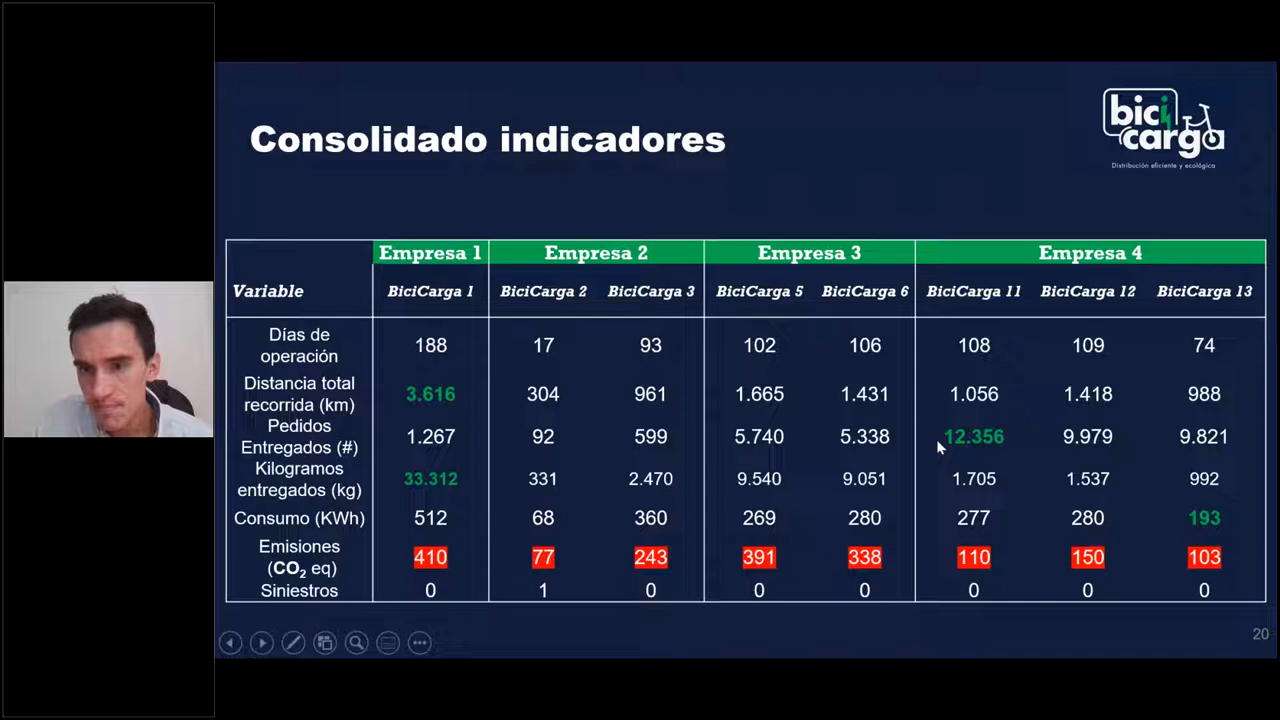 bici
carga
Distribución eficiente y ecológica
Consolidado indicadores
Empresa 1 Empresa 2 Empresa 3 Empresa 4
Variable BiciCarga 1 BiciCarga 2 BiciCarga 3 BiciCarga 5 BiciCarga 6 BiciCarga 11 BiciCarga 12 BiciCarga 13
Días de
operación 188 17 93 102 106 108 109 74
Distancia total
recorrida (km) 3.616 304 961 1.665 1.431 1.056 1.418 988
Pedidos
Entregados (#) 1.267 92 599 5.740 5.338 12.356 9.979 9.821
Kilogramos
entregados (kg) 33.312 331 2.470 9.540 9.051 1.705 1.537 992
Consumo (KWh) 512 68 360 269 280 277 280 193
Emisiones
(CO2 eq) 410 77 243 391 338 110 150 103
Siniestros 0 1 0 0 0 0 0 0
20